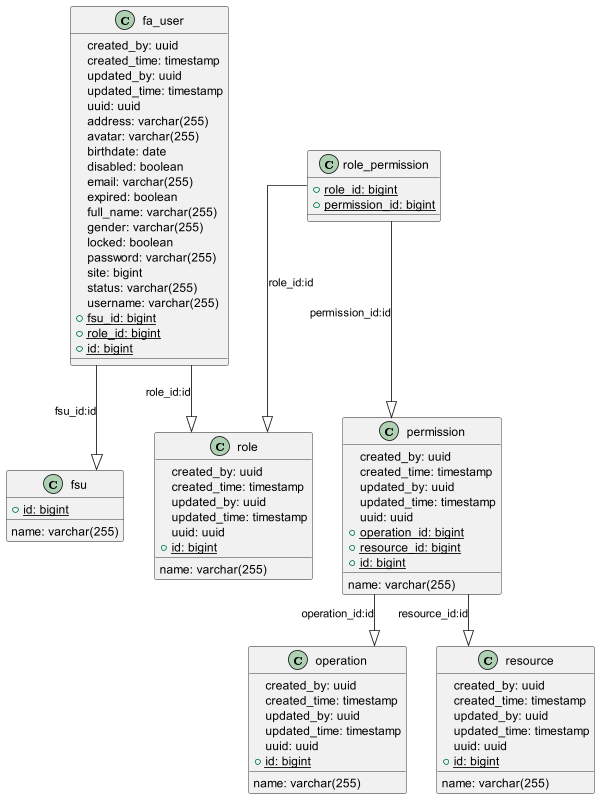 C fa_user
created_by: uuid
created_time: timestamp
updated_by: uuid
updated_time: timestamp
uuid: uuid
address: varchar(255)
avatar: varchar(255)
birthdate: date
disabled: boolean
email: varchar(255)
expired: boolean
full_name: varchar(255)
gender: varchar(255)
locked: boolean
password: varchar(255)
site: bigint
status: varchar(255)
username: varchar(255)
fsu_id: bigint
role_id: bigint
id: bigint
C role_permission
role_id: bigint
permission_id: bigint
role_id:id
permission_id:id
fsu_id:id
role_id:id
C fsu
id: bigint
name: varchar(255)
C role
created_by: uuid
created_time: timestamp
updated_by: uuid
updated_time: timestamp
uuid: uuid
id: bigint
name: varchar(255)
C permission
created_by: uuid
created_time: timestamp
updated_by: uuid
updated_time: timestamp
uuid: uuid
operation_id: bigint
resource_id: bigint
id: bigint
name: varchar(255)
operation_id:id
resource_id:id
C operation
created_by: uuid
created_time: timestamp
updated_by: uuid
updated_time: timestamp
uuid: uuid
id: bigint
name: varchar(255)
C resource
created_by: uuid
created_time: timestamp
updated_by: uuid
updated_time: timestamp
uuid: uuid
id: bigint
name: varchar(255)